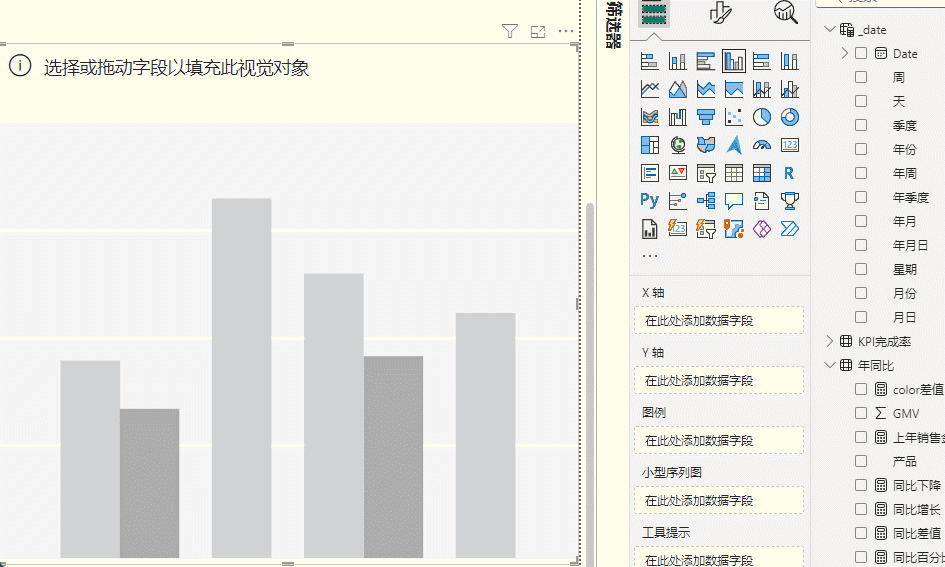 选择或拖动字段以填充此视觉对象
筛选器
123
R
Py
123
X 轴
在此处添加数据字段
Y 轴
在此处添加数据字段
图例
在此处添加数据字段
小型序列图
在此处添加数据字段
工具提示
在此处添加数据字段
_date
Date
周
天
季度
年份
年周
年季度
年月
年月日
星期
月份
月日
KPI完成率
年同比
color差值
GMV
上年销售
产品
同比下降
同比增长
同比差值
同比百分